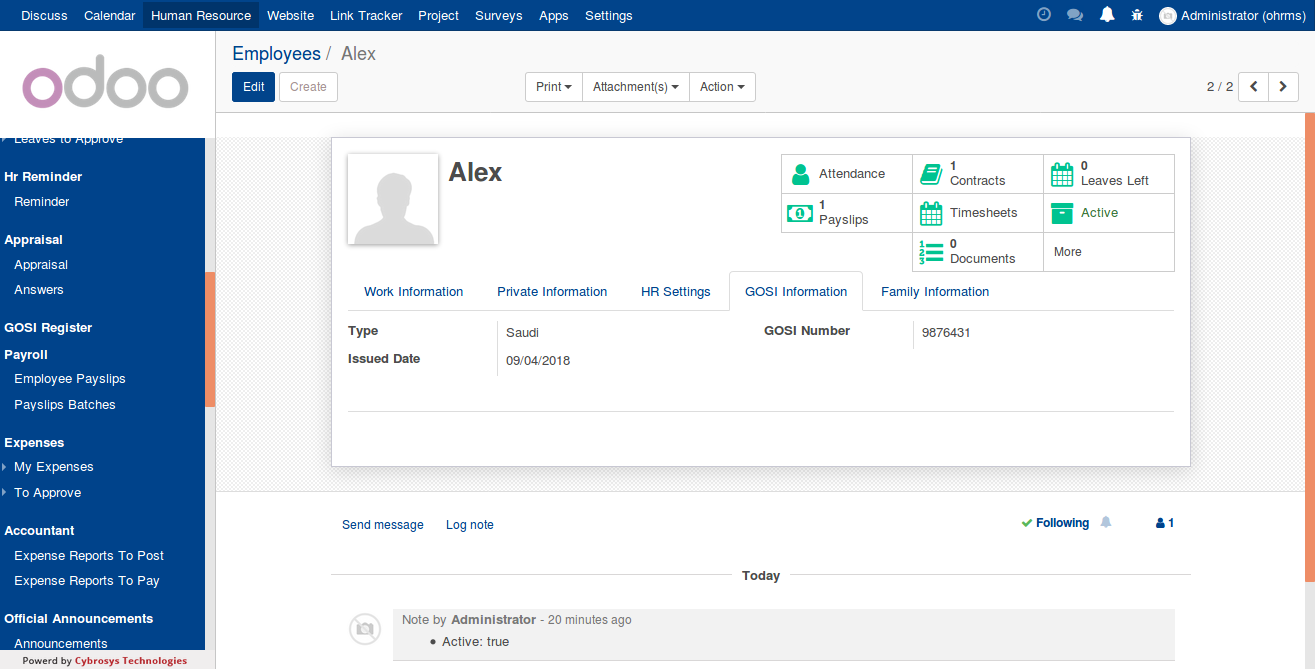 Discuss Calendar Human Resource Website Link Tracker Project Surveys Apps Settings Administrator (ohrms)
odoo
Employees / Alex
Edit Create Print Attachment(s) Action 2 / 2
Leaves to Approve
Hr Reminder
Reminder
Appraisal
Appraisal
Answers
GOSI Register
Payroll
Employee Payslips
Payslips Batches
Expenses
My Expenses
To Approve
Accountant
Expense Reports To Post
Expense Reports To Pay
Official Announcements
Announcements
Powerd by Cybrosys Technologies
Alex
Attendance
1
Contracts
0
Leaves Left
1
Payslips
Timesheets
Active
0
Documents
More
Work Information Private Information HR Settings GOSI Information Family Information
Type Saudi GOSI Number 9876431
Issued Date 09/04/2018
Send message Log note Following 1
Today
Note by Administrator - 20 minutes ago
• Active: true